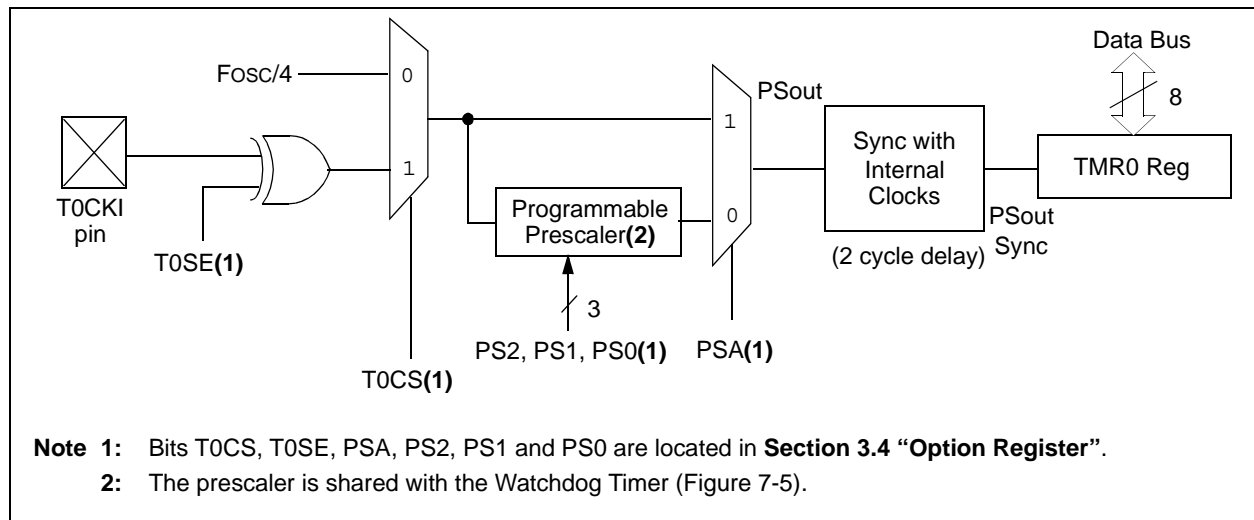 Data Bus
FOSC/4
0
PSout
8
1
Sync with
Internal
Clocks
TMR0 Reg
1
T0CKI
pin
Programmable
Prescaler(2)
0
PSout
Sync
T0SE(1)
(2 cycle delay)
3
PS2, PS1, PS0(1)
PSA(1)
T0CS(1)
Note 1: Bits T0CS, T0SE, PSA, PS2, PS1 and PS0 are located in Section 3.4 “Option Register”.
2: The prescaler is shared with the Watchdog Timer (Figure 7-5).